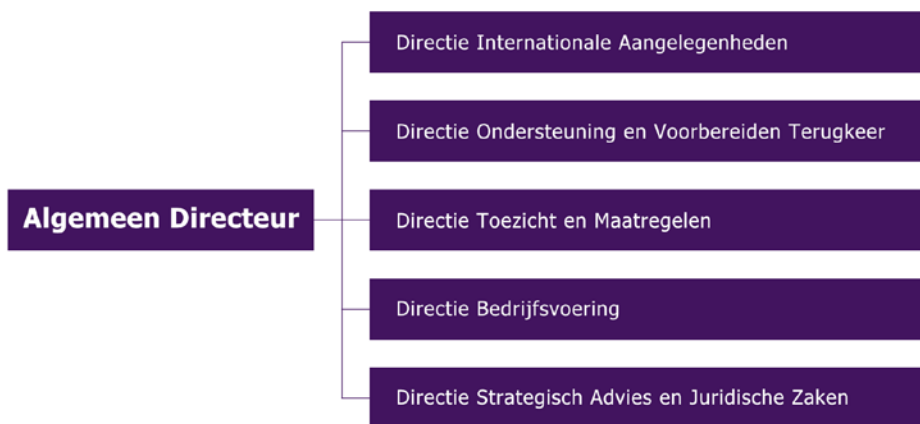 Algemeen Directeur
Directie Internationale Aangelegenheden
Directie Ondersteuning en Voorbereiden Terugkeer
Directie Toezicht en Maatregelen
Directie Bedrijfsvoering
Directie Strategisch Advies en Juridische Zaken